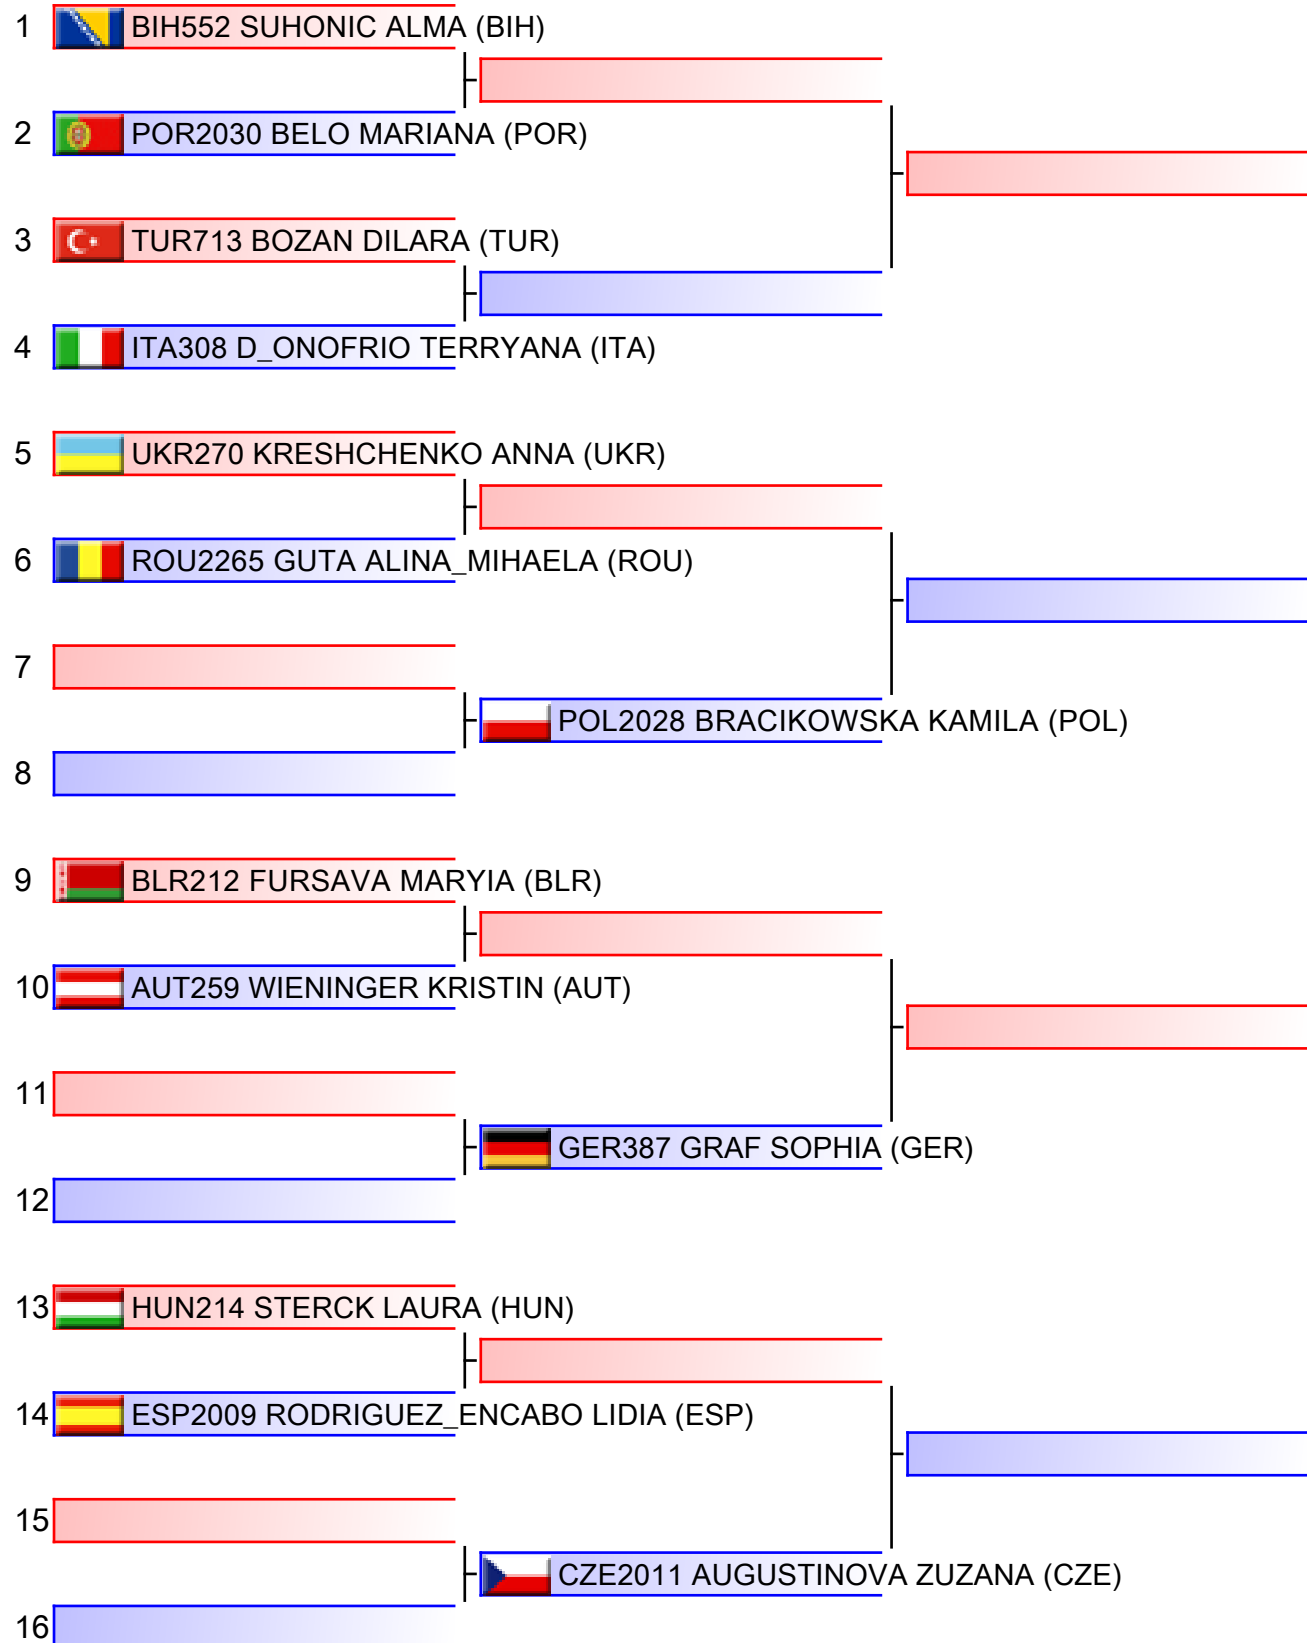 1 BIH552 SUHONIC ALMA (BIH)
2 POR2030 BELO MARIANA (POR)
3 TUR713 BOZAN DILARA (TUR)
4 ITA308 D_ONOFRIO TERRYANA (ITA)
5 UKR270 KRESHCHENKO ANNA (UKR)
6 ROU2265 GUTA ALINA_MIHAELA (ROU)
7
POL2028 BRACIKOWSKA KAMILA (POL)
8
9 BLR212 FURSAVA MARYIA (BLR)
10 AUT259 WIENINGER KRISTIN (AUT)
11
GER387 GRAF SOPHIA (GER)
12
13 HUN214 STERCK LAURA (HUN)
14 ESP2009 RODRIGUEZ_ENCABO LIDIA (ESP)
15
CZE2011 AUGUSTINOVA ZUZANA (CZE)
16